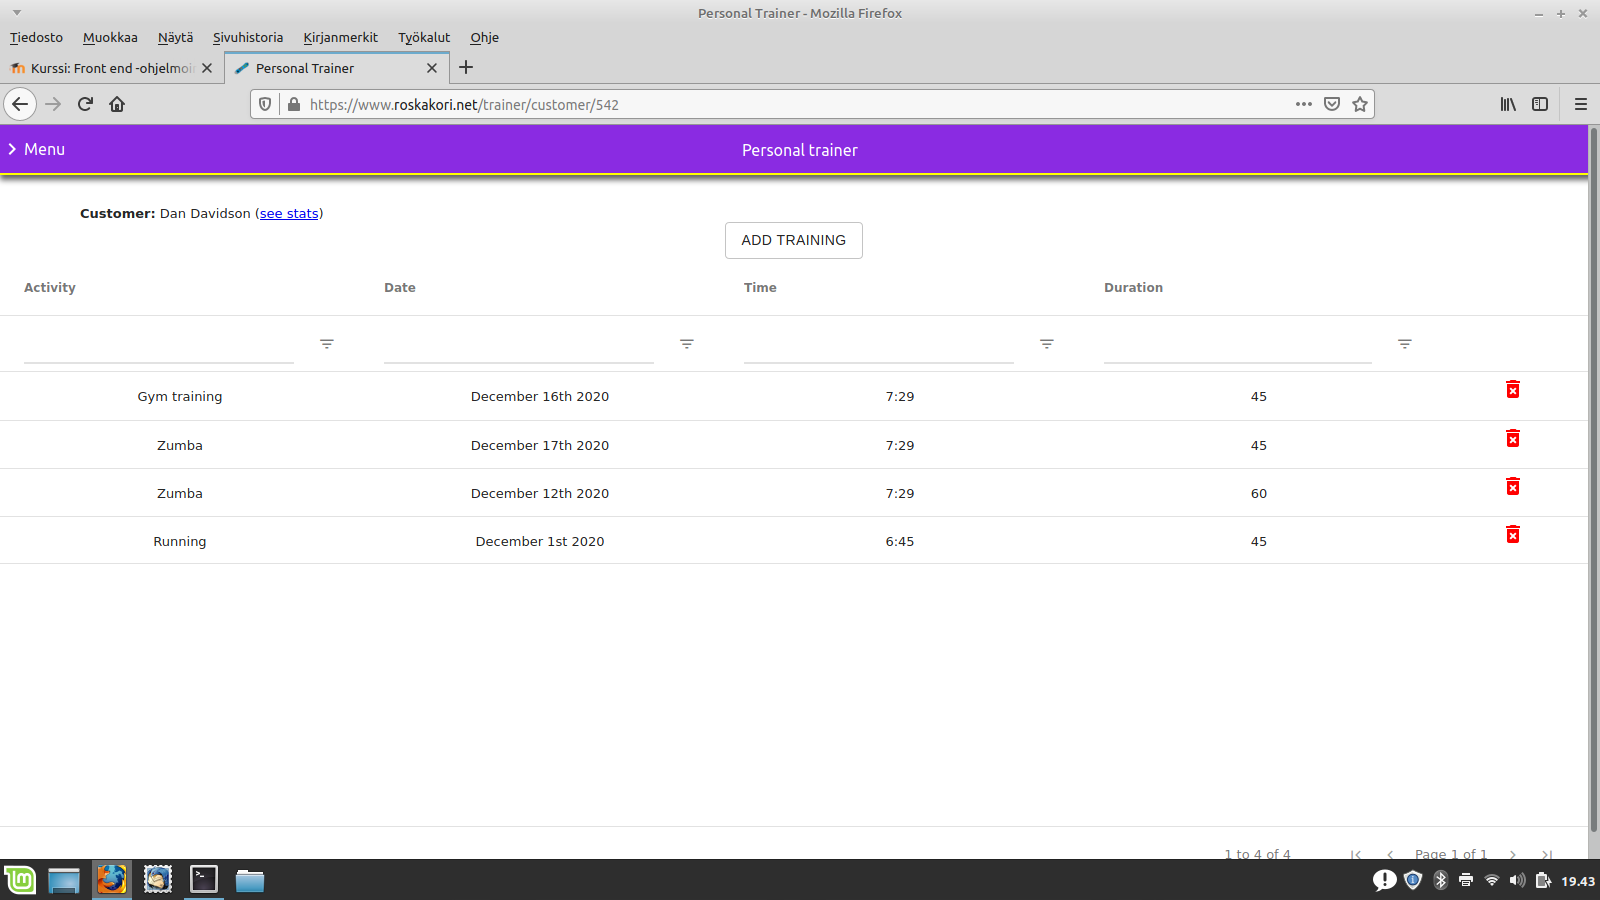 Personal Trainer - Mozilla Firefox
Tiedosto Muokkaa Näytä Sivuhistoria Kirjanmerkit Työkalut Ohje
Kurssi: Front end -ohjelmoi Personal Trainer
https://www.roskakori.net/trainer/customer/542
Menu Personal trainer
Customer: Dan Davidson (see stats)
ADD TRAINING
Activity Date Time Duration
Gym training December 16th 2020 7:29 45
Zumba December 17th 2020 7:29 45
Zumba December 12th 2020 7:29 60
Running December 1st 2020 6:45 45
1 to 4 of 4 Page 1 of 1
19.43